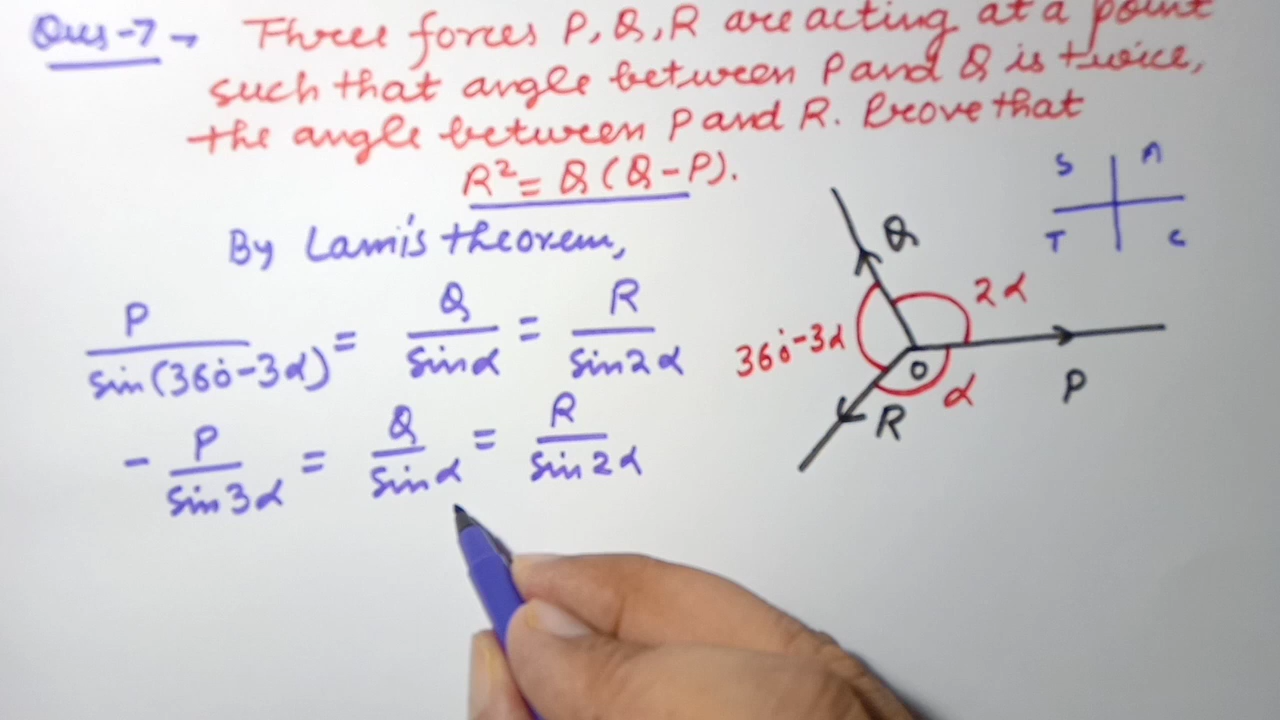 Ques-7→ Three forces P, Q, R are acting at a point
such that angle between P and Q is twice,
the angle between P and R. Prove that
R² = Q (Q - P).
By Lami's theorem,
P/sin(360°-3α) = Q/sinα = R/sin2α
- P/sin3α = Q/sinα = R/sin2α
S A
T C
Q
2α
360°-3α
O
α
P
R